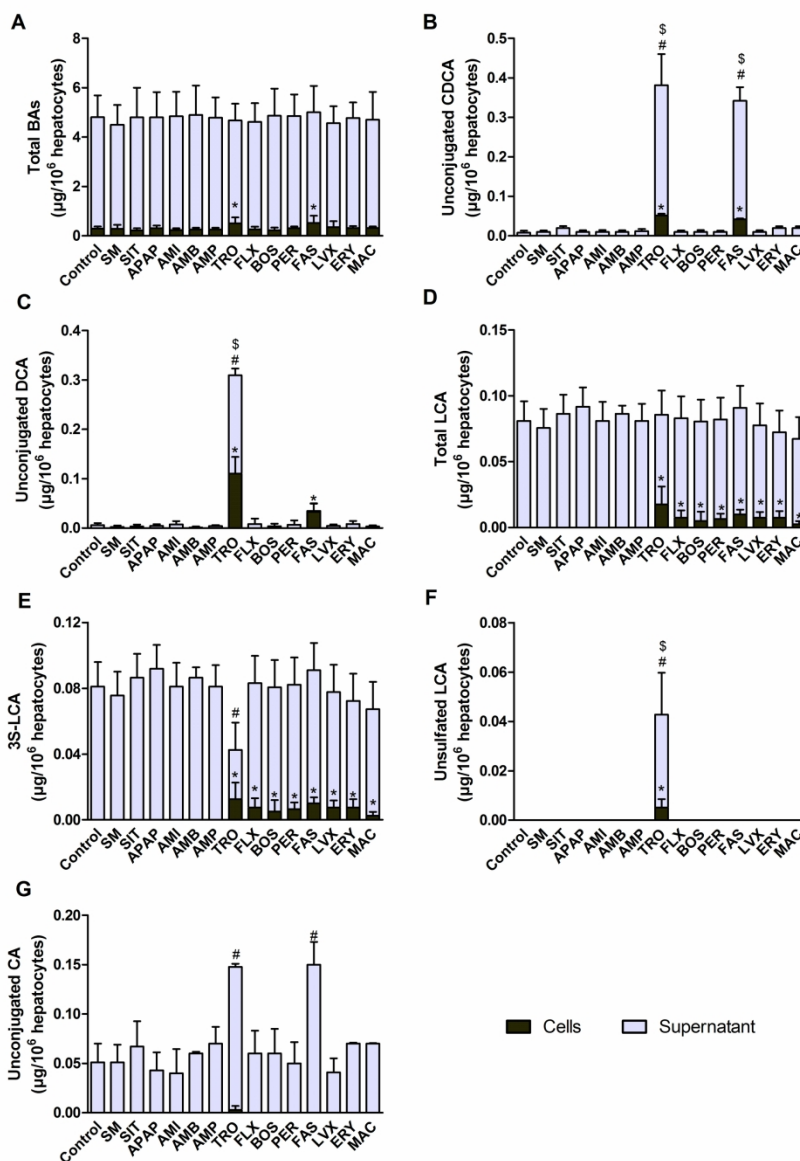 A
Total BAs
(µg/10⁶ hepatocytes)
8
6
4
2
0
Control SM SIT APAP AMI AMB AMP TRO FLX BOS PER FAS LVX ERY MAC
* *
B
Unconjugated CDCA
(µg/10⁶ hepatocytes)
0.5
0.4
0.3
0.2
0.1
0.0
$ $
# #
* *
Control SM SIT APAP AMI AMB AMP TRO FLX BOS PER FAS LVX ERY MAC
C
Unconjugated DCA
(µg/10⁶ hepatocytes)
0.4
0.3
0.2
0.1
0.0
$
#
* *
Control SM SIT APAP AMI AMB AMP TRO FLX BOS PER FAS LVX ERY MAC
D
Total LCA
(µg/10⁶ hepatocytes)
0.15
0.10
0.05
0.00
* * * * * * * *
Control SM SIT APAP AMI AMB AMP TRO FLX BOS PER FAS LVX ERY MAC
E
3S-LCA
(µg/10⁶ hepatocytes)
0.12
0.08
0.04
0.00
#
* * * * * * * *
Control SM SIT APAP AMI AMB AMP TRO FLX BOS PER FAS LVX ERY MAC
F
Unsulfated LCA
(µg/10⁶ hepatocytes)
0.08
0.06
0.04
0.02
0.00
$
#
*
Control SM SIT APAP AMI AMB AMP TRO FLX BOS PER FAS LVX ERY MAC
G
Unconjugated CA
(µg/10⁶ hepatocytes)
0.20
0.15
0.10
0.05
0.00
# #
Control SM SIT APAP AMI AMB AMP TRO FLX BOS PER FAS LVX ERY MAC
Cells Supernatant